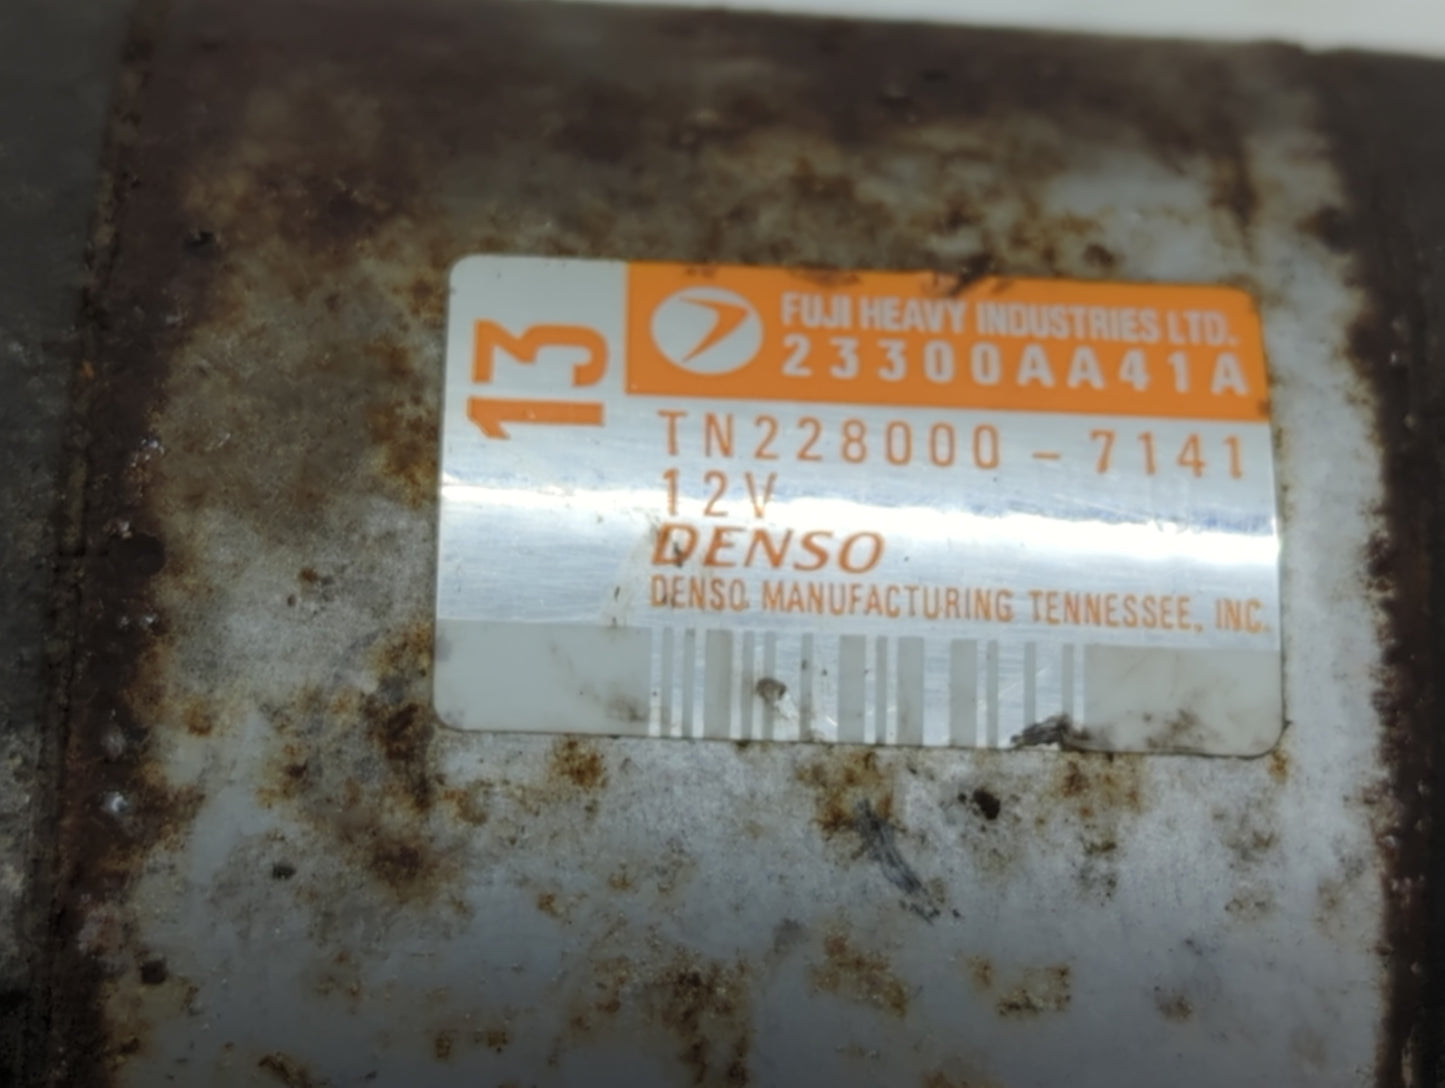 13
FUJI HEAVY INDUSTRIES LTD.
23300AA41A
TN228000-7141
12V
DENSO
DENSO MANUFACTURING TENNESSEE, INC.